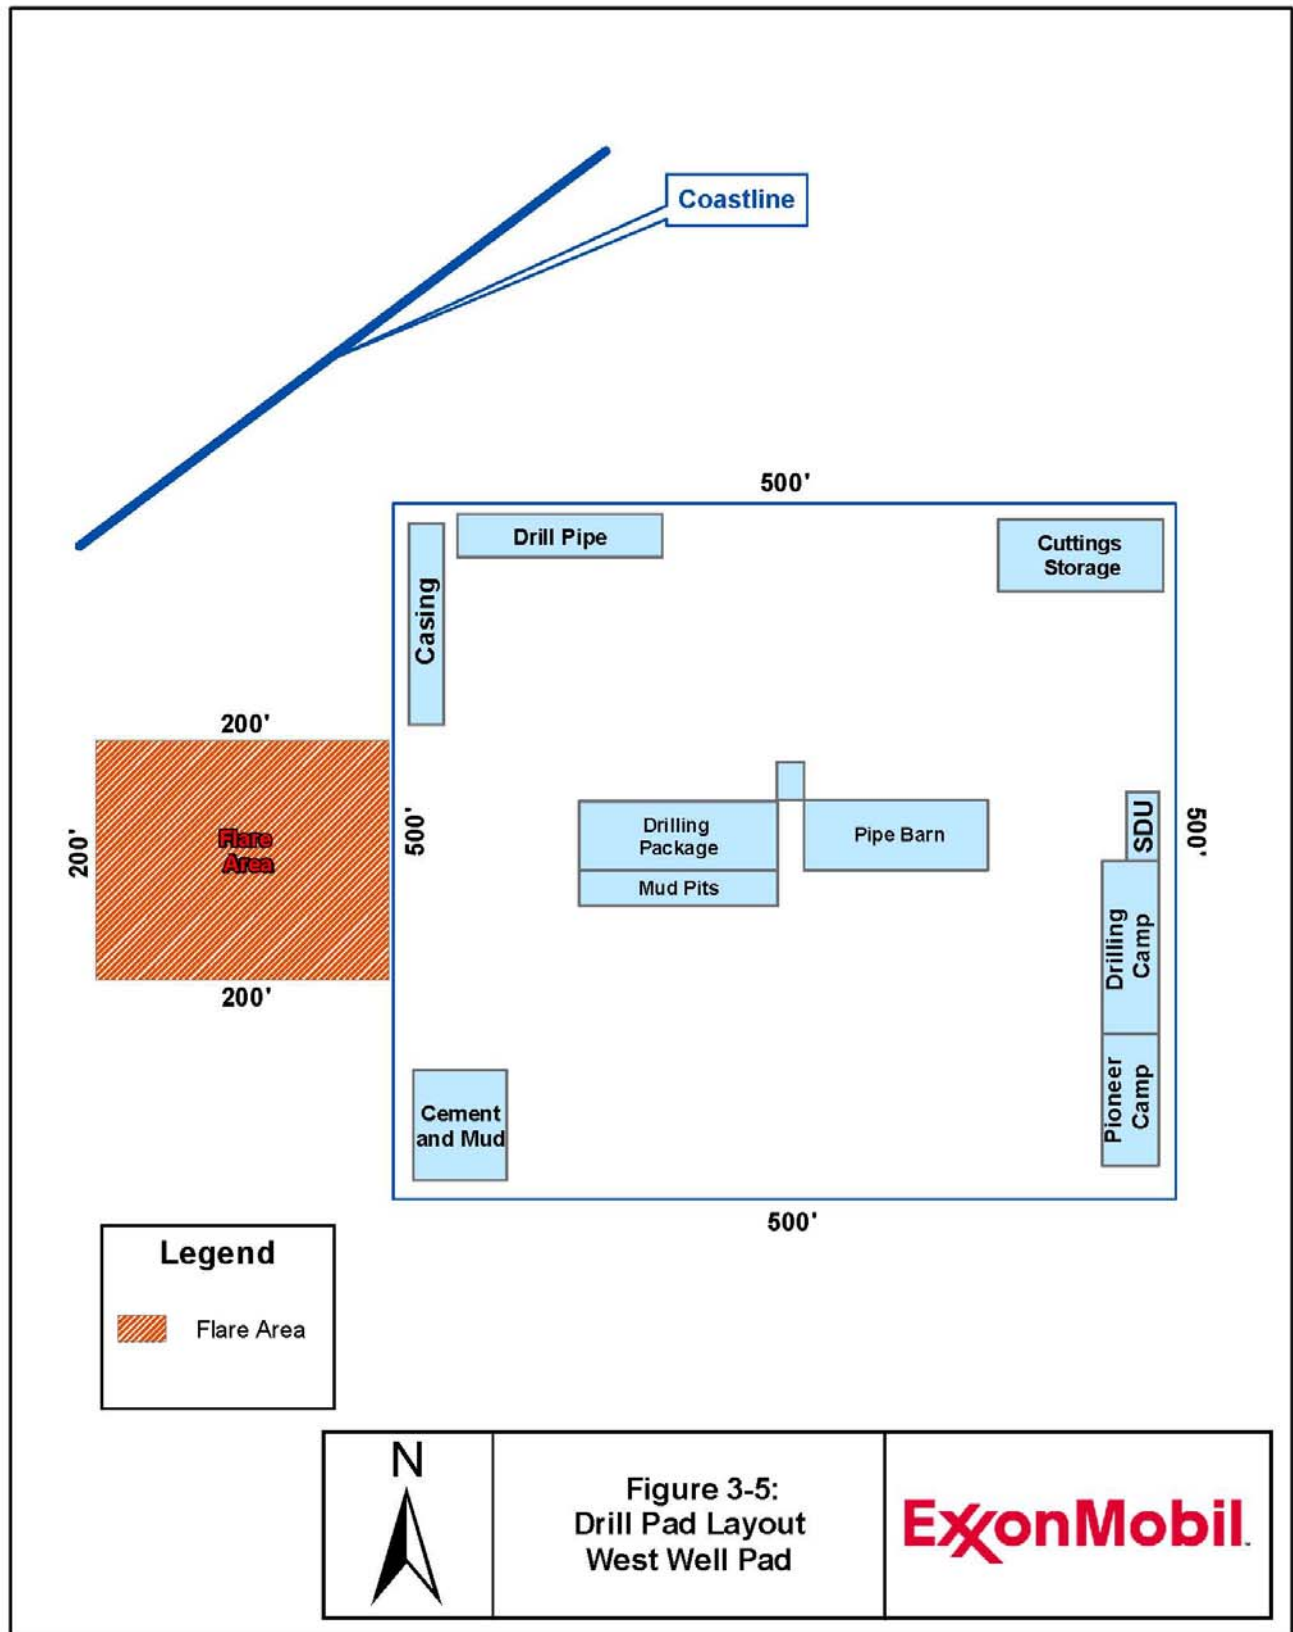 Coastline
500'
Drill Pipe
Cuttings
Storage
Casing
200'
200'
Flare
Area
500'
Drilling
Package
Pipe Barn
Mud Pits
SDU
500'
Drilling
Camp
200'
Pioneer
Camp
Cement
and Mud
500'
Legend
Flare Area
N
Figure 3-5:
Drill Pad Layout
West Well Pad
ExxonMobil